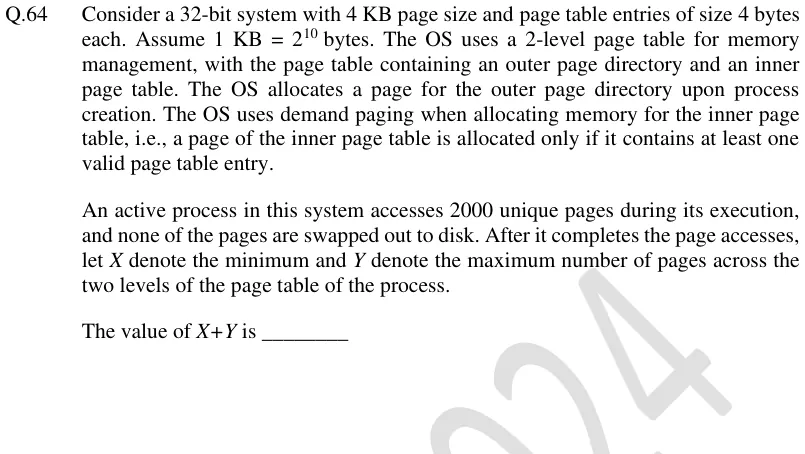 Q.64 Consider a 32-bit system with 4 KB page size and page table entries of size 4 bytes
each. Assume 1 KB = 2¹⁰ bytes. The OS uses a 2-level page table for memory
management, with the page table containing an outer page directory and an inner
page table. The OS allocates a page for the outer page directory upon process
creation. The OS uses demand paging when allocating memory for the inner page
table, i.e., a page of the inner page table is allocated only if it contains at least one
valid page table entry.
An active process in this system accesses 2000 unique pages during its execution,
and none of the pages are swapped out to disk. After it completes the page accesses,
let X denote the minimum and Y denote the maximum number of pages across the
two levels of the page table of the process.
The value of X+Y is ________